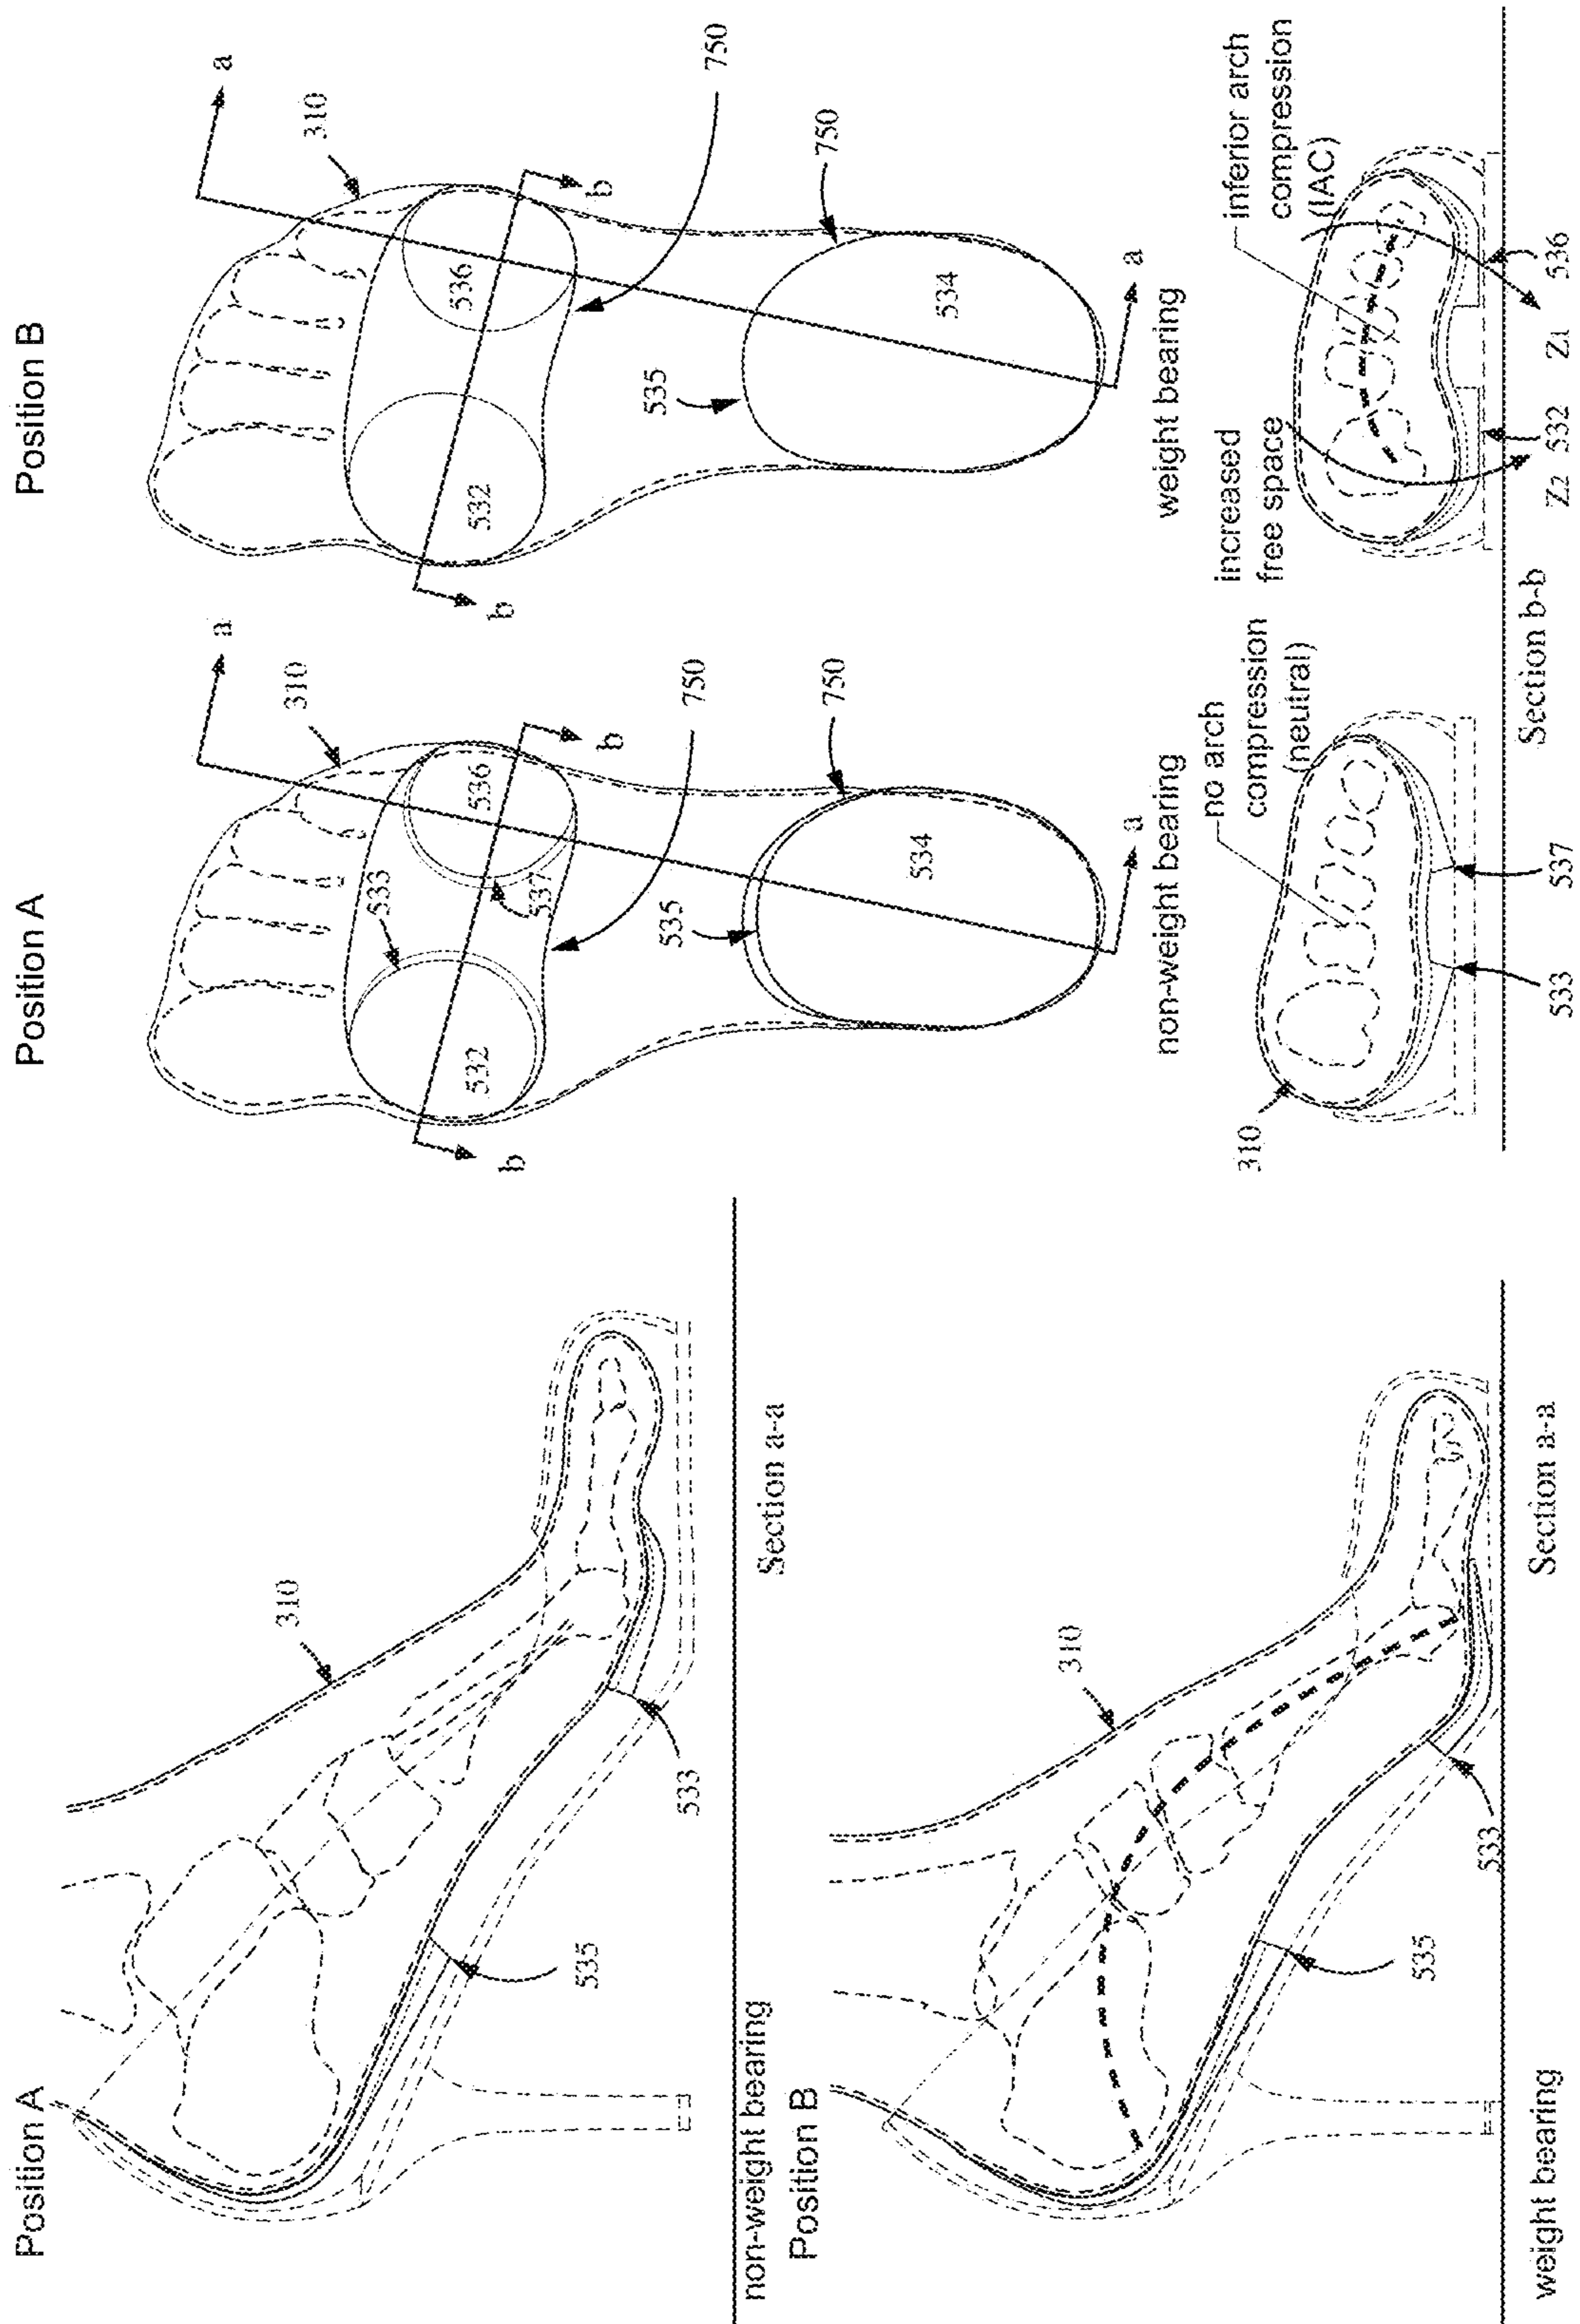 Position A
310
535
533
Section a-a
non-weight bearing
Position B
310
535
533
Section a-a
weight bearing
Position A
a
310
533
536
532
537
b
b
750
535
750
534
a
non-weight bearing
Position B
a
310
536
532
b
b
750
535
750
534
a
weight bearing
310
no arch
compression
(neutral)
533
537
Section b-b
increased
free space
inferior arch
compression
(IAC)
Z2
532
Z1
536